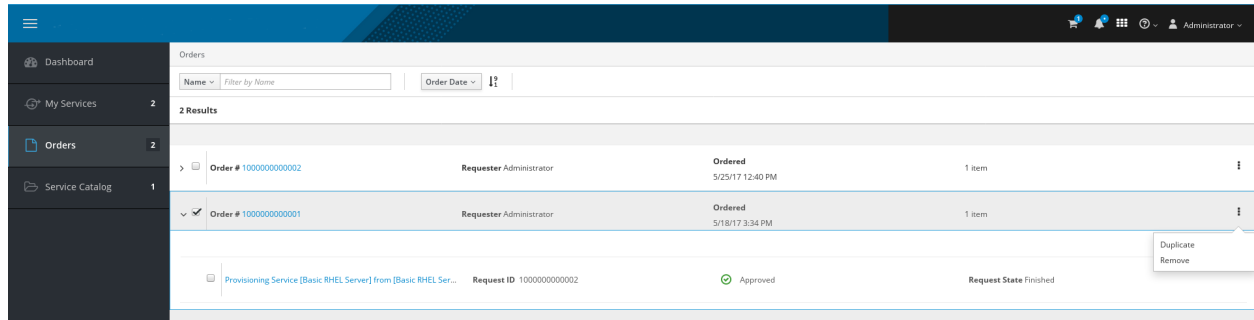 1
Administrator
Dashboard
My Services 2
Orders 2
Service Catalog 1
Orders
Name Filter by Name Order Date
2 Results
Order # 1000000000002 Requester Administrator Ordered 1 item
5/25/17 12:40 PM
Order # 1000000000001 Requester Administrator Ordered 1 item
5/18/17 3:34 PM
Duplicate
Remove
Provisioning Service [Basic RHEL Server] from [Basic RHEL Ser... Request ID 1000000000002 Approved Request State Finished